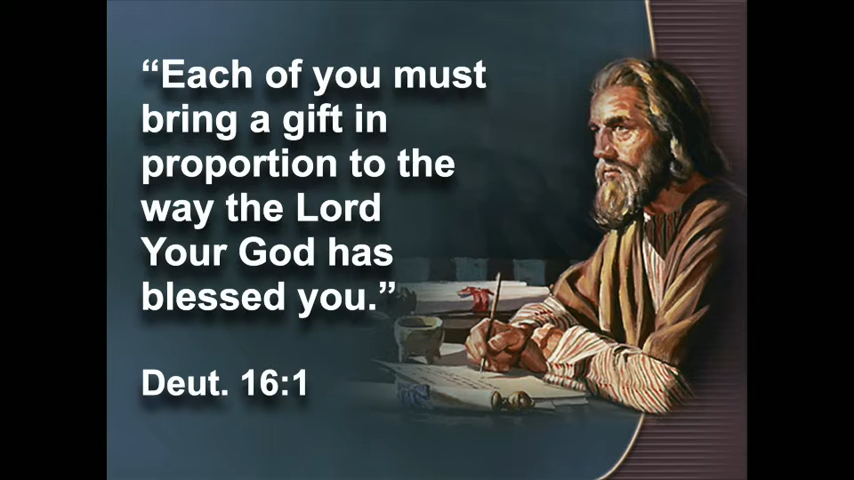 “Each of you must
bring a gift in
proportion to the
way the Lord
Your God has
blessed you.”
Deut. 16:1